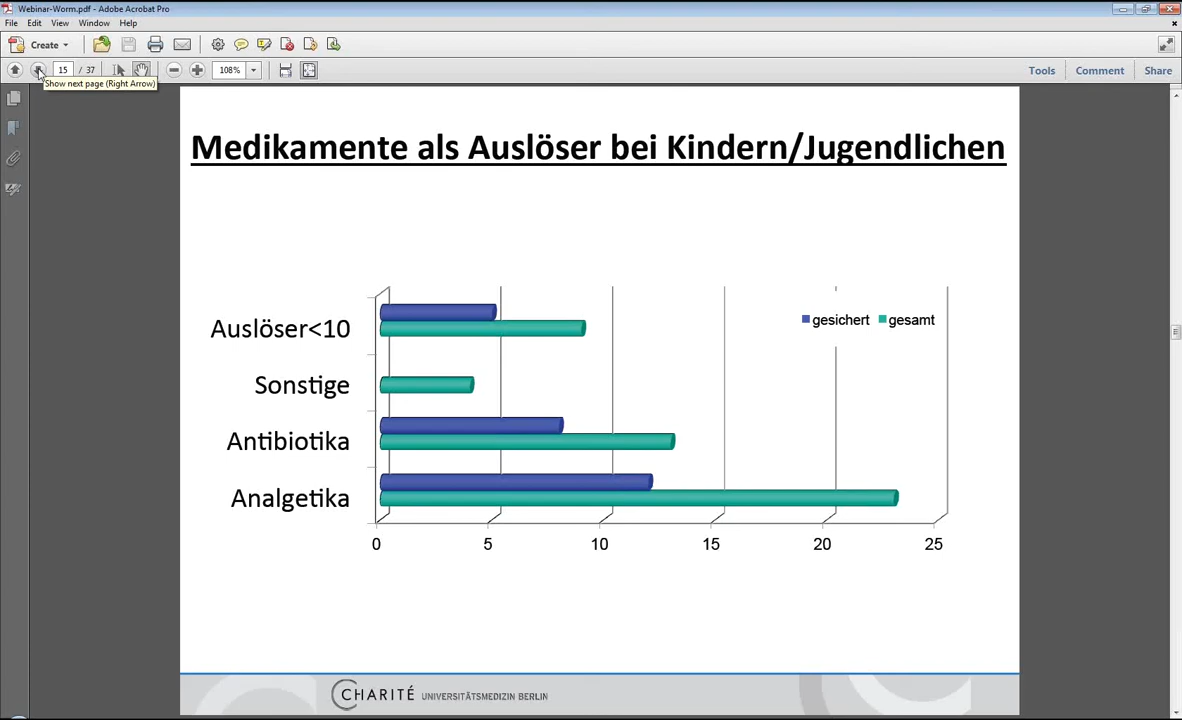 Webinar-Worm.pdf - Adobe Acrobat Pro
File Edit View Window Help
Create
15 / 37 108% Tools Comment Share
Show next page (Right Arrow)
Medikamente als Auslöser bei Kindern/Jugendlichen
gesichert gesamt
Auslöser<10
Sonstige
Antibiotika
Analgetika
0 5 10 15 20 25
CHARITÉ UNIVERSITÄTSMEDIZIN BERLIN